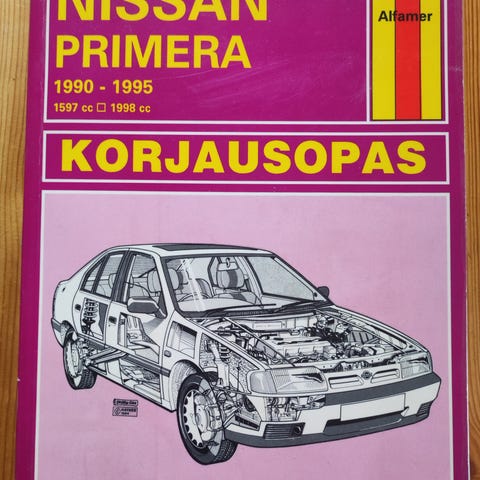 NISSAN
Alfamer
PRIMERA
1990 - 1995
1597 cc □ 1998 cc
KORJAUSOPAS